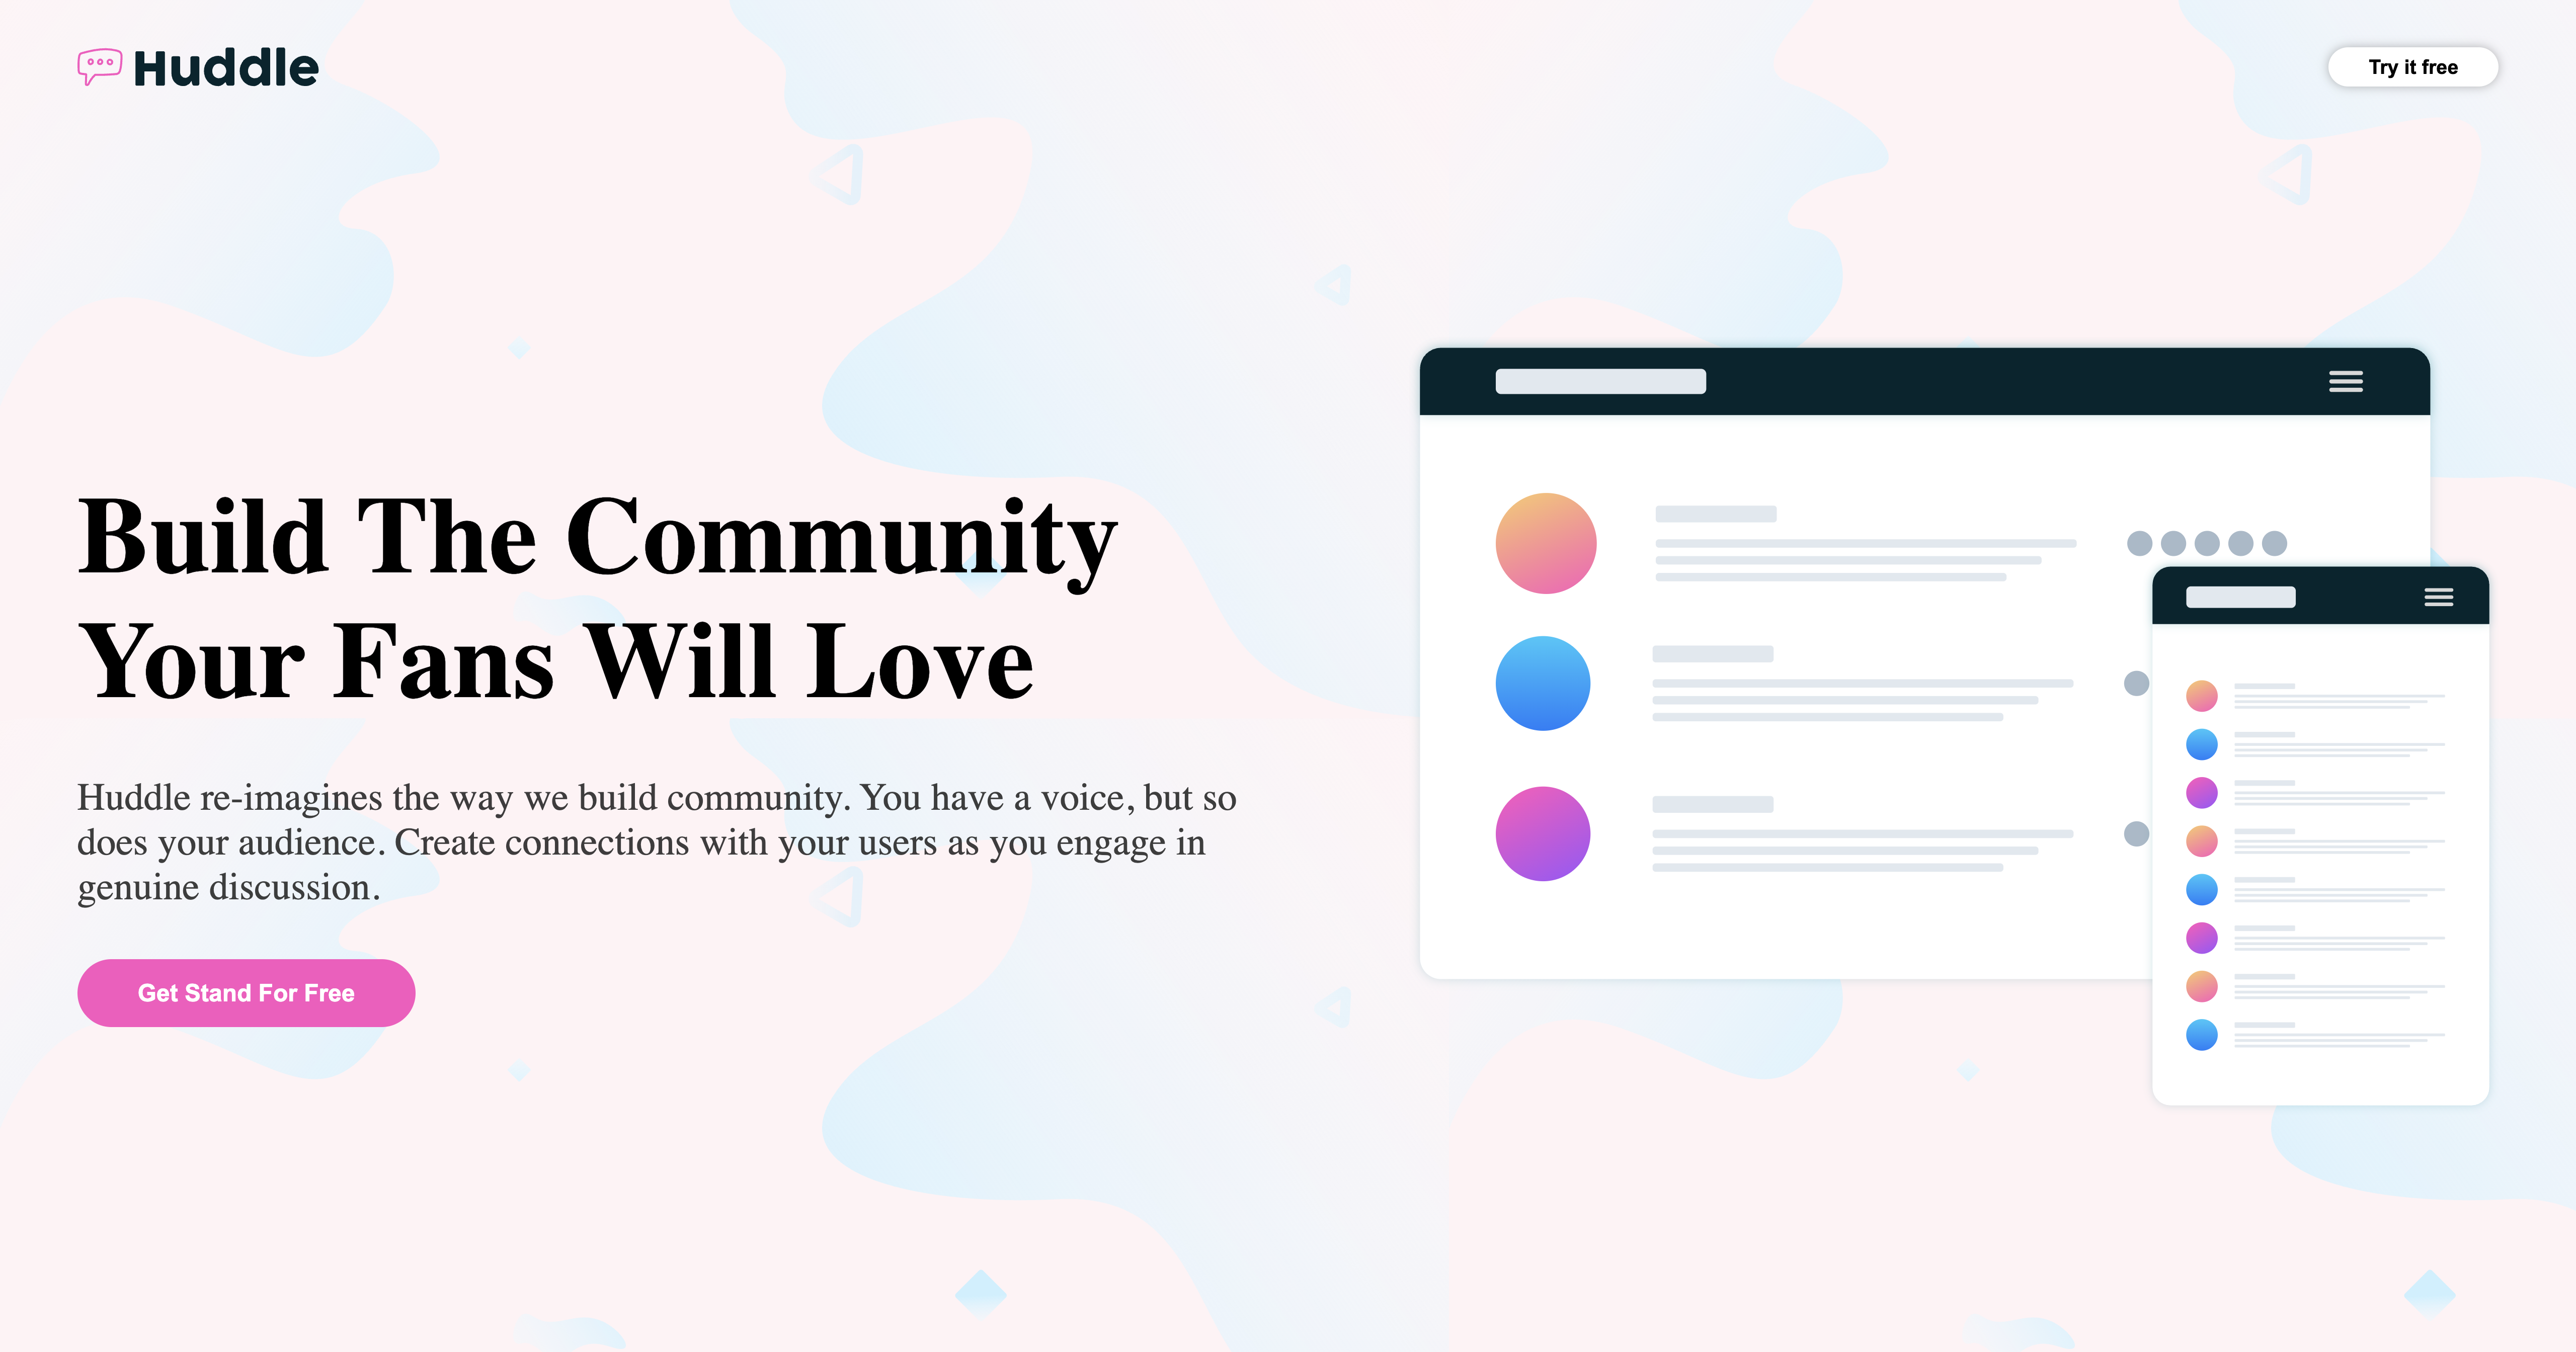 Huddle
Try it free
Build The Community
Your Fans Will Love
Huddle re-imagines the way we build community. You have a voice, but so
does your audience. Create connections with your users as you engage in
genuine discussion.
Get Stand For Free